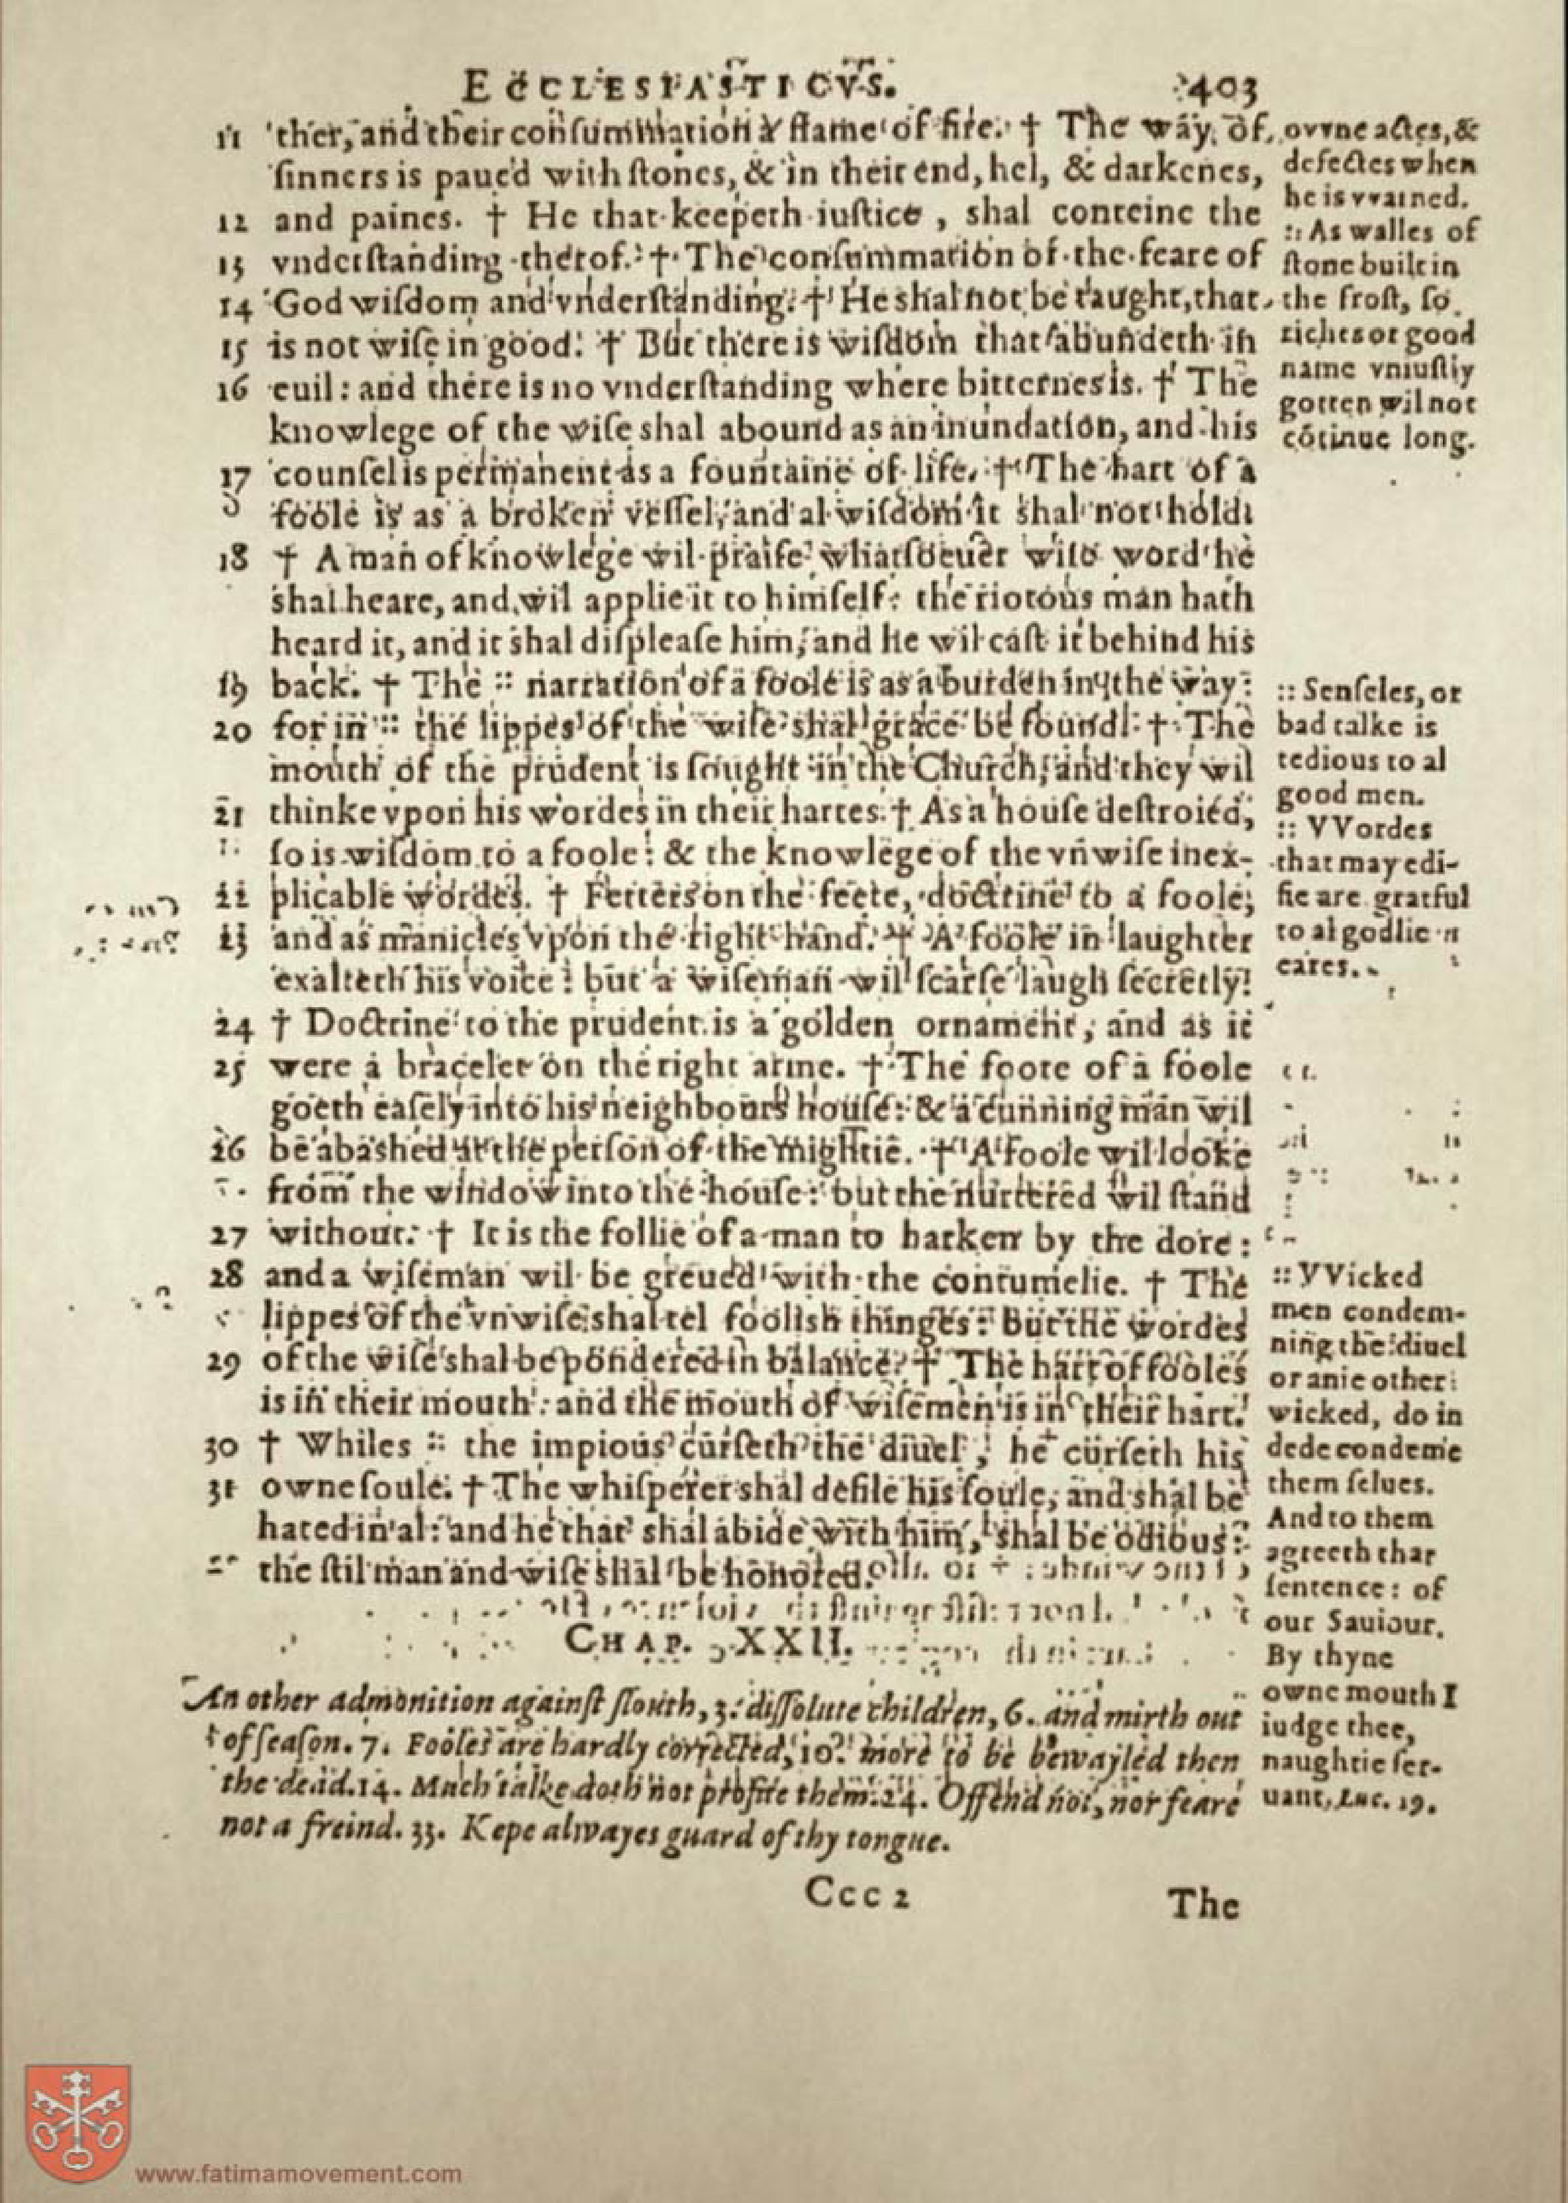 ECCLESIASTICVS. 403
11 ther, and their conſummation a flame of fire. † The way of
ſinners is paued with ſtones, & in their end, hel, & darkenes,
12 and paines. † He that keepeth iuſtice, shal conteine the
13 vnderſtanding therof. † The conſummation of the feare of
14 God wiſdom and vnderſtanding. † He shal not be taught, that
15 is not wiſe in good. † But there is wiſdom that abundeth in
16 euil: and there is no vnderſtanding where bitternes is. † The
knowlege of the wiſe shal abound as an inundation, and his
17 counſel is permanent as a fountaine of life. † The hart of a
foole is as a broken veſſel, and al wiſdom it shal not hold.
18 † A man of knowlege wil praiſe whatſoeuer wiſe word he
shal heare, and wil applie it to himſelf: the riotous man hath
heard it, and it shal diſpleaſe him, and he wil caſt it behind his
19 back. † The :: narration of a foole is as a burden in the way:
20 for in :: the lippes of the wiſe shal grace be found. † The
mouth of the prudent is ſought in the Church, and they wil
21 thinke vpon his wordes in their hartes. † As a houſe deſtroied,
ſo is wiſdom to a foole: & the knowlege of the vnwiſe inex-
22 plicable wordes. † Fetters on the feete, doctrine to a foole,
23 and as manicles vpon the right hand. † A foole in laughter
exalteth his voice: but a wiſeman wil ſcarſe laugh ſecretly.
24 † Doctrine to the prudent is a golden ornament, and as it
25 were a bracelet on the right arme. † The foote of a foole
goeth eaſely into his neighbours houſe: & a cunning man wil
26 be abashed at the perſon of the mightie. † A foole wil looke
from the window into the houſe: but the nurtered wil ſtand
27 without. † It is the follie of a man to harken by the dore:
28 and a wiſeman wil be greued with the contumelie. † The
lippes of the vnwiſe shal tel foolish thinges: but the wordes
29 of the wiſe shal be pondered in balance. † The hart of fooles
is in their mouth: and the mouth of wiſemen is in their hart.
30 † Whiles :: the impious curſeth the diuel, he curſeth his
31 owne ſoule. † The whiſperer shal defile his ſoule, and shal be
hated in al: and he that shal abide with him, shal be odious:
the ſtil man and wiſe shal be honored.
CHAP. XXII.
An other admonition againſt ſlouth, 3. diſſolute children, 6. and mirth out
of ſeaſon. 7. Fooles are hardly corrected, 10. more to be bewayled then
the dead. 14. Much talke doth not profite them. 24. Offend not, nor feare
not a freind. 33. Kepe alwayes guard of thy tongue.
Ccc 2 The
ovvne actes, &
defectes when
he is vvarned.
:: As walles of
ſtone built in
the froſt, ſo
riches or good
name vniuſtly
gotten wil not
cõtinue long.
:: Senſeles, or
bad talke is
tedious to al
good men.
:: VVordes
that may edi-
fie are gratful
to al godlie
eares.
:: VVicked
men condem-
ning the diuel
or anie other
wicked, do in
dede condemne
them ſelues.
And to them
agreeth that
ſentence: of
our Sauiour.
By thyne
owne mouth I
iudge thee,
naughtie ſer-
uant, Luc. 19.
www.fatimamovement.com